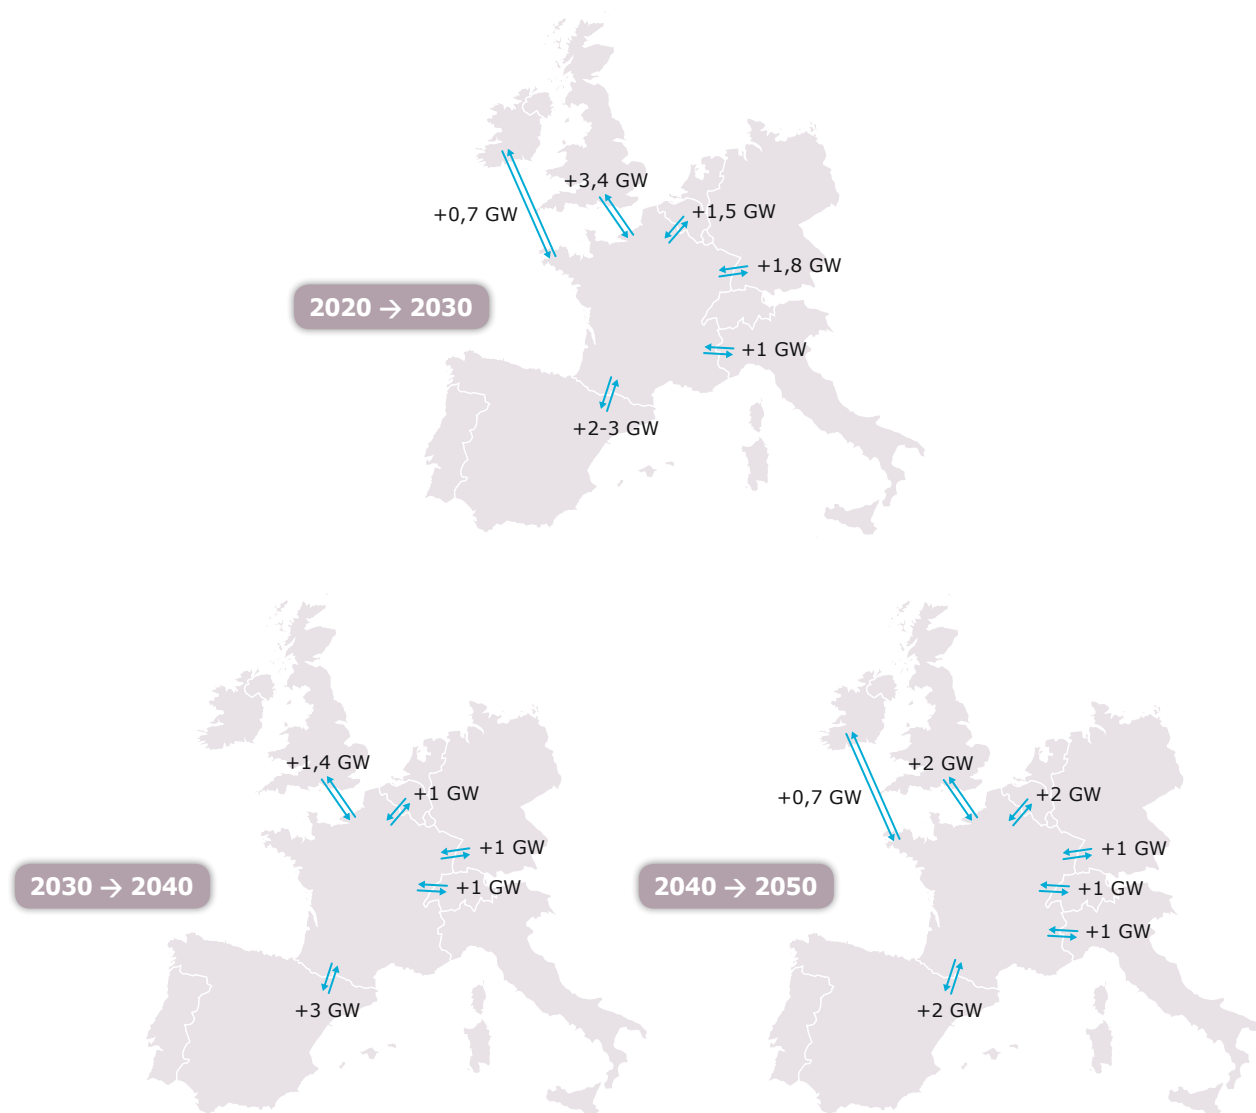 +3,4 GW
+0,7 GW
+1,5 GW
+1,8 GW
2020 → 2030
+1 GW
+2-3 GW
+1,4 GW
+1 GW
+1 GW
2030 → 2040
+1 GW
+3 GW
+2 GW
+0,7 GW
+2 GW
+1 GW
2040 → 2050
+1 GW
+1 GW
+2 GW